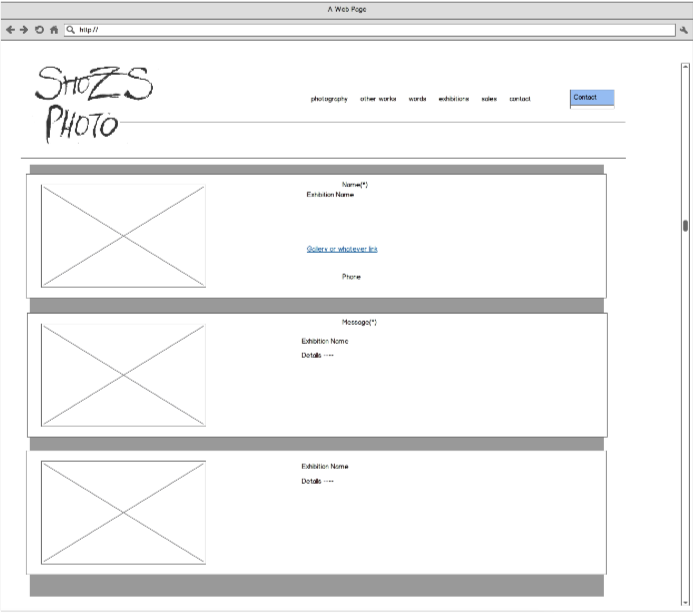 A Web Page
http://
SHOZS
PHOTO
photography other works words exhibitions sales contact
Contact
Name(*)
Exhibition Name
Galery or whatever link
Phone
Message(*)
Exhibition Name
Details ----
Exhibition Name
Details ----